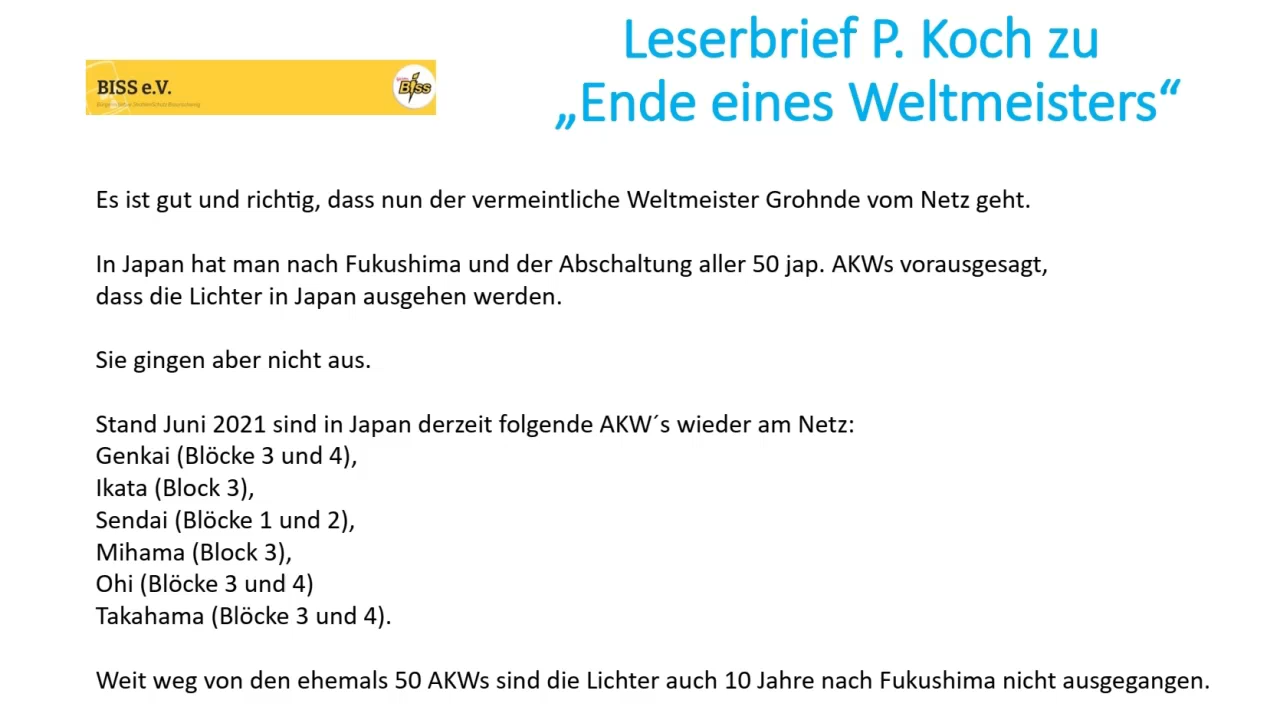 Leserbrief P. Koch zu
„Ende eines Weltmeisters“
BISS e.V.
Biss
Es ist gut und richtig, dass nun der vermeintliche Weltmeister Grohnde vom Netz geht.
In Japan hat man nach Fukushima und der Abschaltung aller 50 jap. AKWs vorausgesagt,
dass die Lichter in Japan ausgehen werden.
Sie gingen aber nicht aus.
Stand Juni 2021 sind in Japan derzeit folgende AKW´s wieder am Netz:
Genkai (Blöcke 3 und 4),
Ikata (Block 3),
Sendai (Blöcke 1 und 2),
Mihama (Block 3),
Ohi (Blöcke 3 und 4)
Takahama (Blöcke 3 und 4).
Weit weg von den ehemals 50 AKWs sind die Lichter auch 10 Jahre nach Fukushima nicht ausgegangen.